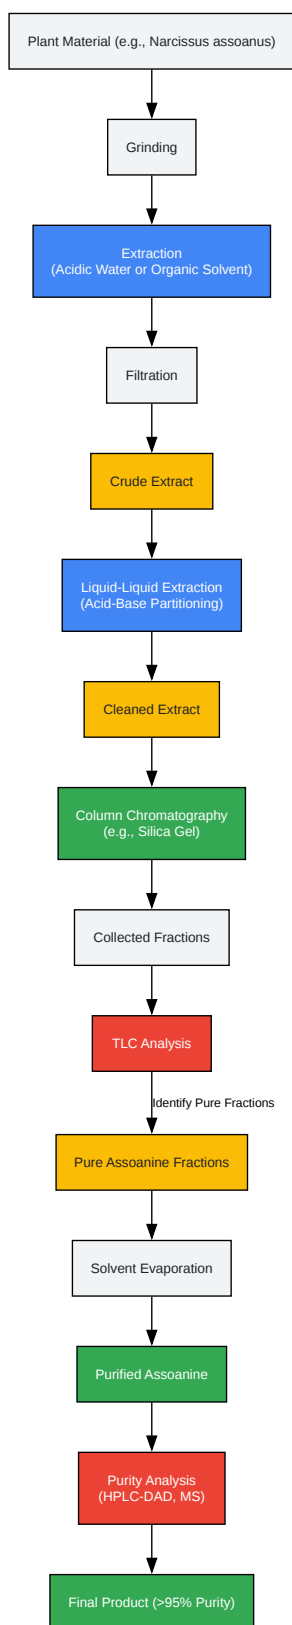 Plant Material (e.g., Narcissus assoanus)
Grinding
Extraction
(Acidic Water or Organic Solvent)
Filtration
Crude Extract
Liquid-Liquid Extraction
(Acid-Base Partitioning)
Cleaned Extract
Column Chromatography
(e.g., Silica Gel)
Collected Fractions
TLC Analysis
Identify Pure Fractions
Pure Assoanine Fractions
Solvent Evaporation
Purified Assoanine
Purity Analysis
(HPLC-DAD, MS)
Final Product (>95% Purity)